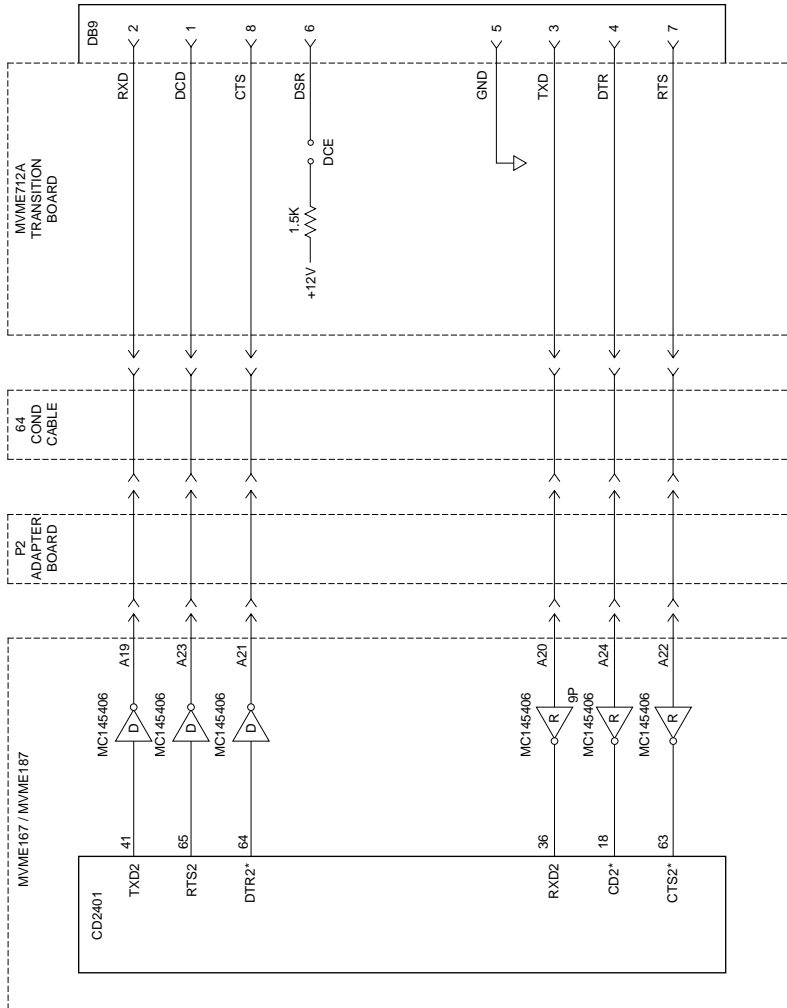 MVME167 / MVME187
P2
ADAPTER
BOARD
64
COND
CABLE
MVME712A
TRANSITION
BOARD
CD2401
DB9
TXD2
41
MC145406
D
A19
RXD
2
RTS2
65
MC145406
D
A23
DCD
1
DTR2*
64
MC145406
D
A21
CTS
8
+12V
1.5K
DCE
DSR
6
GND
5
RXD2
36
MC145406
R
9P
A20
TXD
3
CD2*
18
MC145406
R
A24
DTR
4
CTS2*
63
MC145406
R
A22
RTS
7